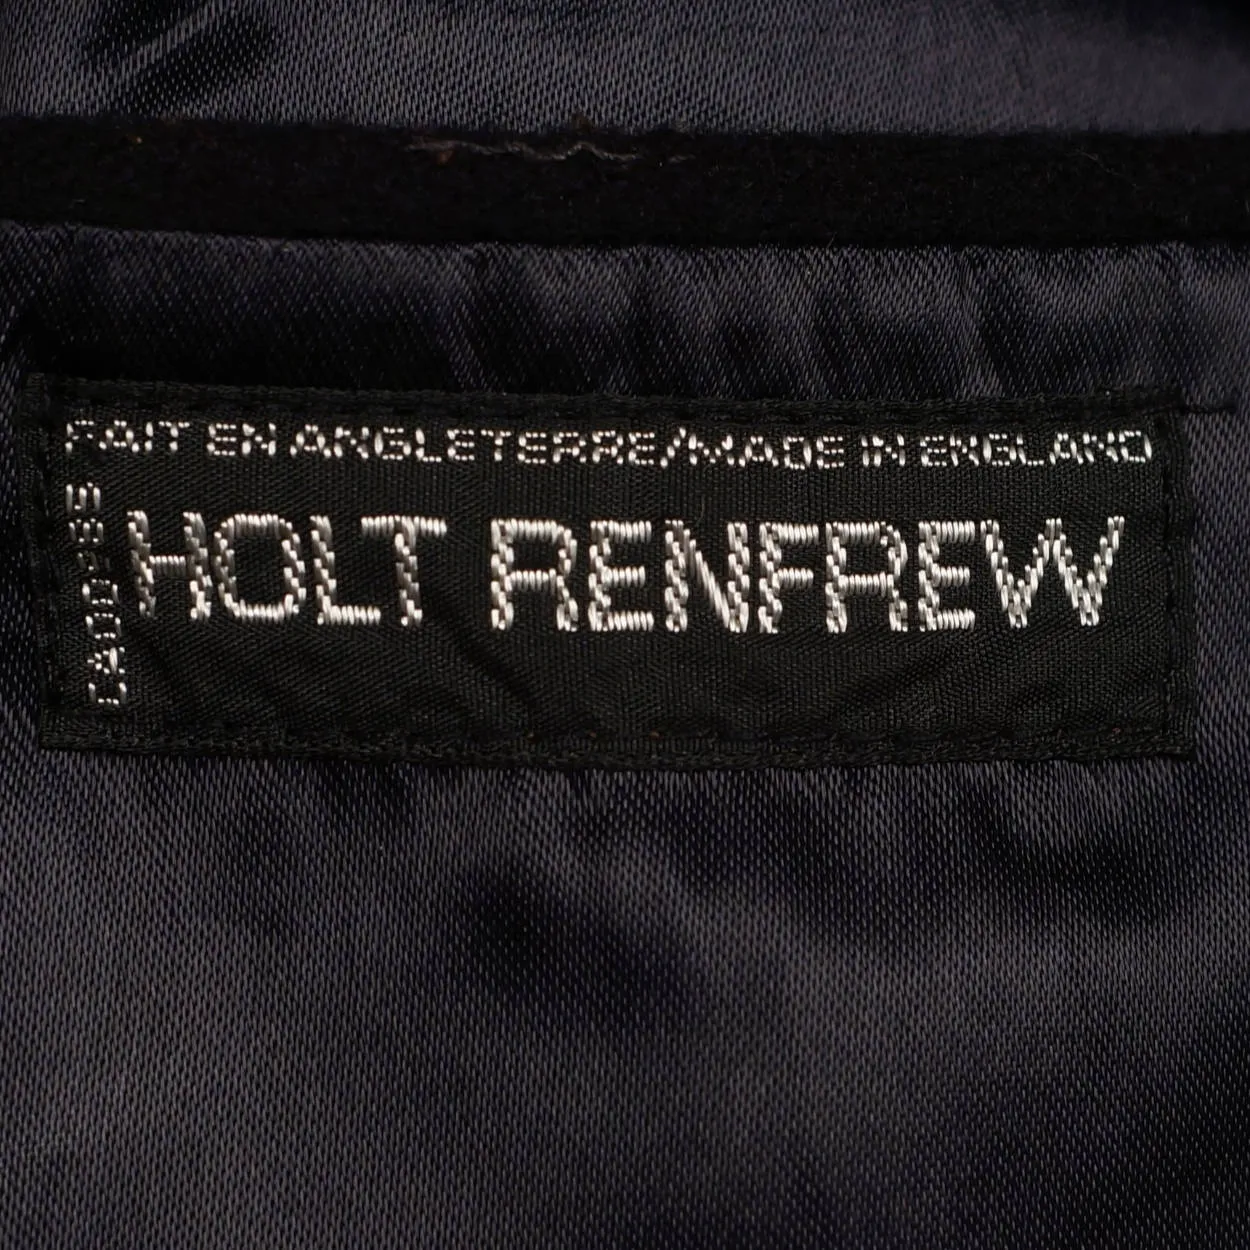 FAIT EN ANGLETERRE/MADE IN ENGLAND
HOLT RENFREW